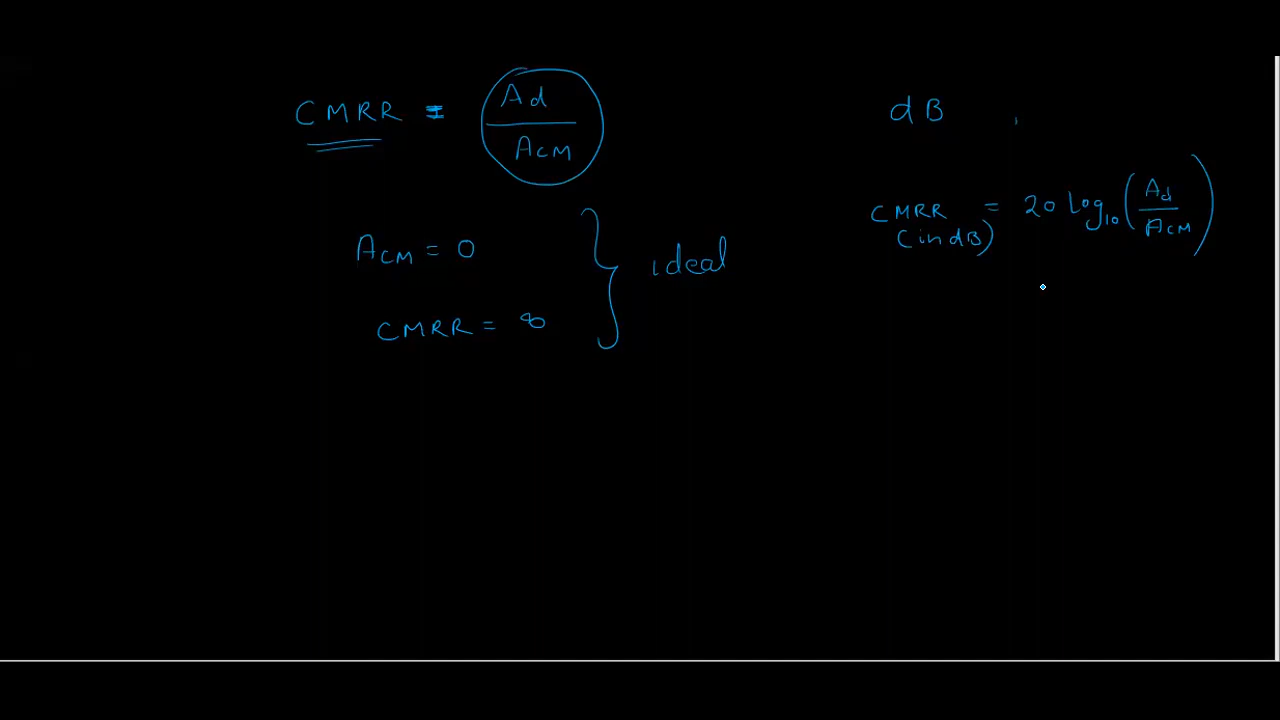 CMRR = Ad / ACM
ACM = 0
CMRR = ∞
ideal
dB
CMRR (in dB) = 20 log10 (Ad / ACM)